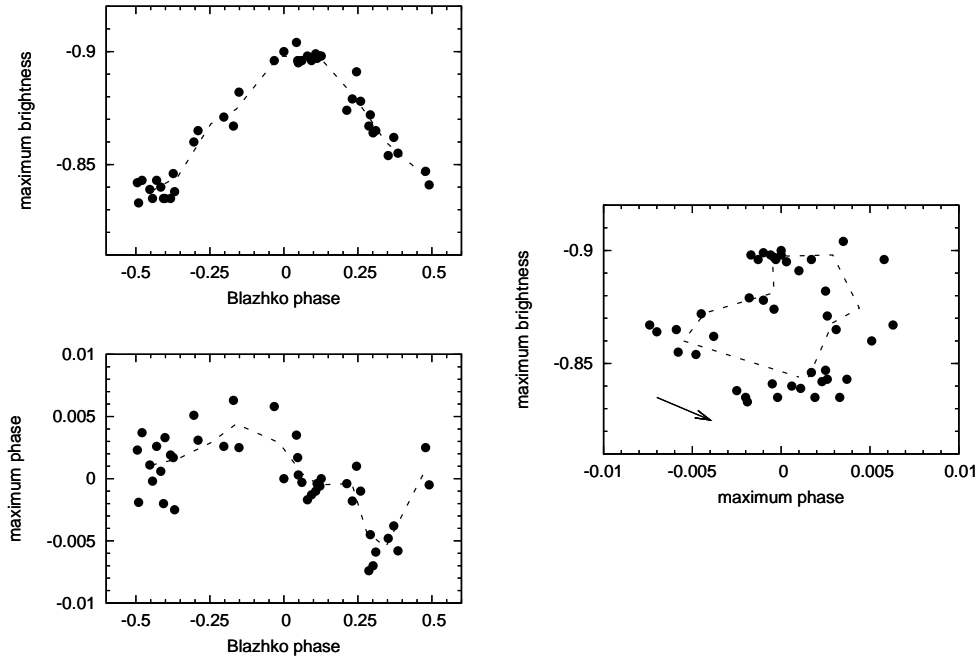 maximum brightness
-0.9
-0.85
-0.5 -0.25 0 0.25 0.5
Blazhko phase
maximum phase
0.01
0.005
0
-0.005
-0.01
-0.5 -0.25 0 0.25 0.5
Blazhko phase
maximum brightness
-0.9
-0.85
-0.01 -0.005 0 0.005 0.01
maximum phase